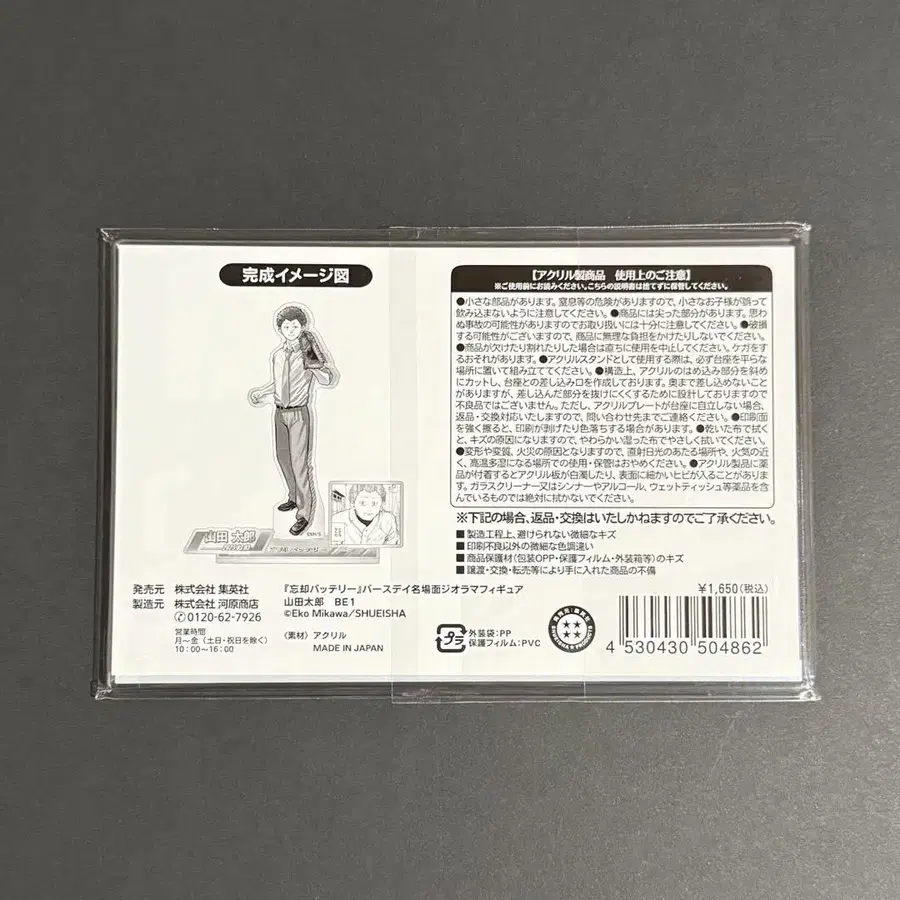 完成イメージ図
山田 太郎
忘却バッテリー
発売元 株式会社 集英社
製造元 株式会社 河原商店
✆0120-62-7926
営業時間
月～金（土日・祝日を除く）
10：00～16：00
『忘却バッテリー』バースデイ名場面ジオラマフィギュア
山田太郎 BE1
©Eko Mikawa/SHUEISHA
〈素材〉アクリル
MADE IN JAPAN
【アクリル製商品 使用上のご注意】
※ご使用前にお読みください。こちらの説明書は捨てずに保管してください。
●小さな部品があります。窒息等の危険がありますので、小さなお子様が誤って
飲み込まないように注意してください。●商品には尖った部分があります。思わ
ぬ事故の可能性がありますのでお取り扱いには十分に注意してください。●破損
する可能性がございますので、商品に無理な負担をかけたりしないでください。
●商品が欠けたり割れたりした場合は直ちに使用を中止してください。ケガをす
るおそれがあります。●アクリルスタンドとして使用する際は、必ず台座を平らな
場所に置いて組み立ててください。●構造上、アクリルのはめ込み部分を斜め
にカットし、台座との差し込み口を作成しております。奥まで差し込めないこと
がありますが、差し込んだ部分を抜けにくくするために設計しておりますので
不良品ではございません。ただし、アクリルプレートが台座に自立しない場合、
返品・交換対応いたしますので、問い合わせ先までご連絡ください。●印刷面
を強く擦ると、印刷が剥げたり色落ちする場合があります。●乾いた布で拭く
と、キズの原因になりますので、やわらかい湿った布でやさしく拭いてください。
●変形や変質、火災の原因となりますので、直射日光のあたる場所や、火気の近
く、高温多湿になる場所での使用・保管はおやめください。●アクリル製品に薬
品が付着するとアクリル板が白濁したり、表面に細かいヒビが入ることがありま
す。ガラスクリーナー又はシンナーやアルコール、ウェットティッシュ等薬品を含
んでいるものでは絶対に拭かないでください。
※下記の場合、返品・交換はいたしかねますのでご了承ください。
■製造工程上、避けられない微細なキズ
■印刷不良以外の微細な色調違い
■商品保護材（包装OPP・保護フィルム・外装箱等）のキズ
■譲渡・交換・転売等により手に入れた商品の不備
¥1,650（税込）
プラ
外装袋：PP
保護フィルム：PVC
4 530430 504862